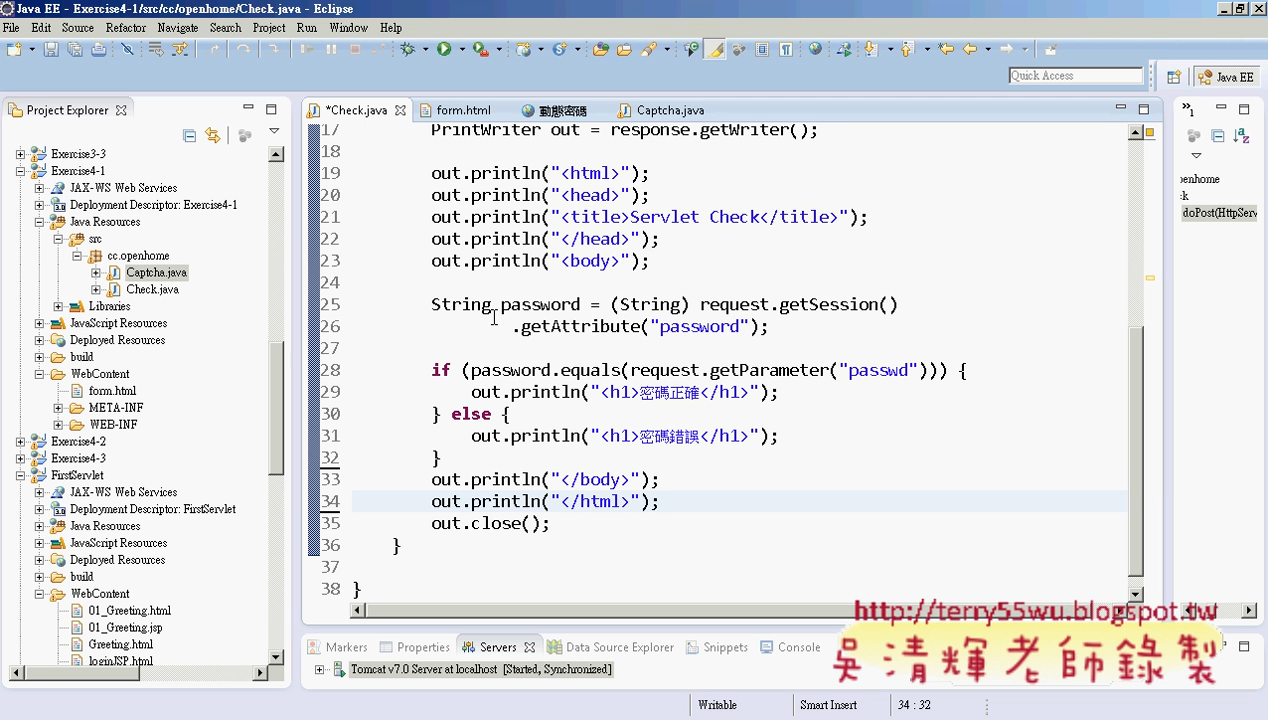 Java EE - Exercise4-1/src/cc/openhome/Check.java - Eclipse
File Edit Source Refactor Navigate Search Project Run Window Help
Quick Access
Java EE
Project Explorer
*Check.java form.html 動態密碼 Captcha.java
Exercise3-3
Exercise4-1
JAX-WS Web Services
Deployment Descriptor: Exercise4-1
Java Resources
src
cc.openhome
Captcha.java
Check.java
Libraries
JavaScript Resources
Deployed Resources
build
WebContent
form.html
META-INF
WEB-INF
Exercise4-2
Exercise4-3
FirstServlet
JAX-WS Web Services
Deployment Descriptor: FirstServlet
Java Resources
JavaScript Resources
Deployed Resources
build
WebContent
01_Greeting.html
01_Greeting.jsp
Greeting.html
loginJSP.html
17 PrintWriter out = response.getWriter();
18
19 out.println("<html>");
20 out.println("<head>");
21 out.println("<title>Servlet Check</title>");
22 out.println("</head>");
23 out.println("<body>");
24
25 String password = (String) request.getSession()
26 .getAttribute("password");
27
28 if (password.equals(request.getParameter("passwd"))) {
29 out.println("<h1>密碼正確</h1>");
30 } else {
31 out.println("<h1>密碼錯誤</h1>");
32 }
33 out.println("</body>");
34 out.println("</html>");
35 out.close();
36 }
37
38 }
»1
penhome
ck
doPost(HttpServ
http://terry55wu.blogspot.tw
吳清輝老師錄製
Markers Properties Servers Data Source Explorer Snippets Console
Tomcat v7.0 Server at localhost [Started, Synchronized]
Writable Smart Insert 34 : 32